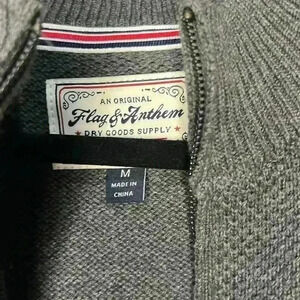 AN ORIGINAL
Flag & Anthem
DRY GOODS SUPPLY
M
MADE IN
CHINA